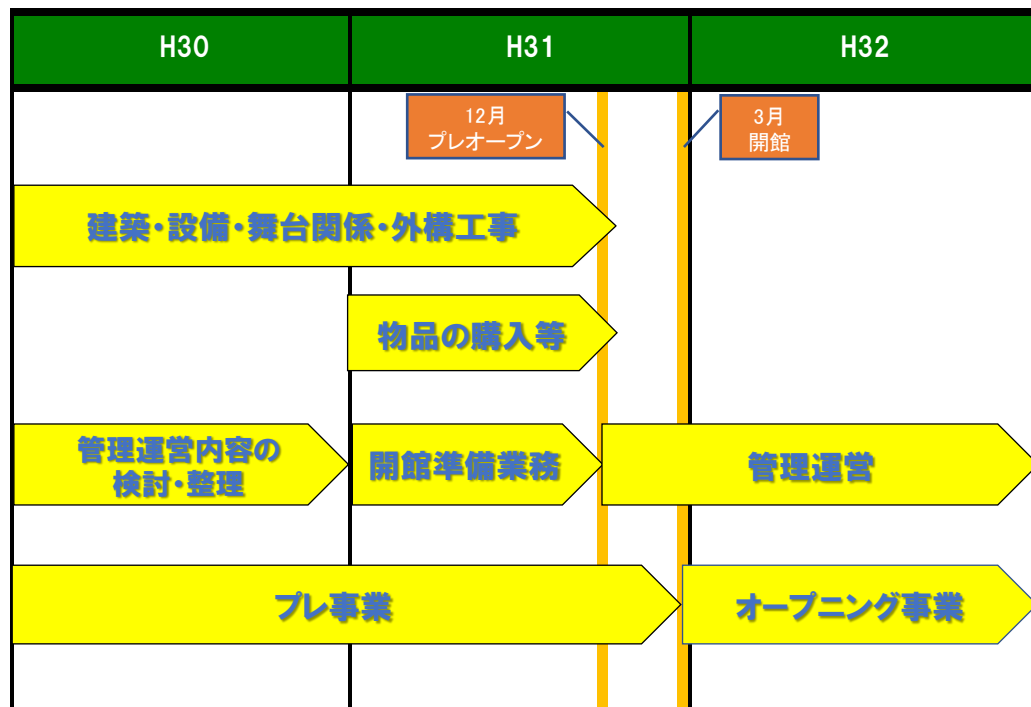 H30
H31
H32
12月
プレオープン
3月
開館
建築・設備・舞台関係・外構工事
物品の購入等
管理運営内容の
検討・整理
開館準備業務
管理運営
プレ事業
オープニング事業